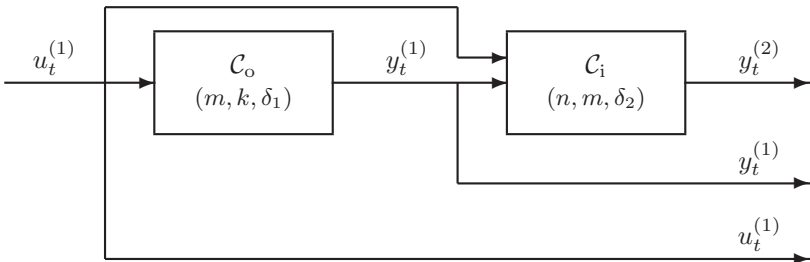 u_t^{(1)} C_o y_t^{(1)} C_i y_t^{(2)}
(m, k, δ_1) (n, m, δ_2)
y_t^{(1)}
u_t^{(1)}